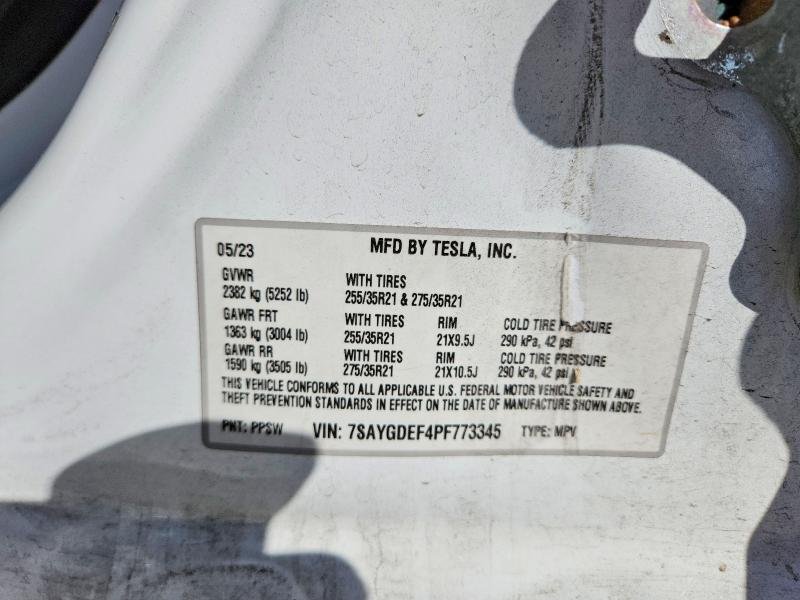 05/23 MFD BY TESLA, INC.
GVWR WITH TIRES
2382 kg (5252 lb) 255/35R21 & 275/35R21
GAWR FRT WITH TIRES RIM COLD TIRE PRESSURE
1363 kg (3004 lb) 255/35R21 21X9.5J 290 kPa, 42 psi
GAWR RR WITH TIRES RIM COLD TIRE PRESSURE
1590 kg (3505 lb) 275/35R21 21X10.5J 290 kPa, 42 psi
THIS VEHICLE CONFORMS TO ALL APPLICABLE U.S. FEDERAL MOTOR VEHICLE SAFETY AND
THEFT PREVENTION STANDARDS IN EFFECT ON THE DATE OF MANUFACTURE SHOWN ABOVE.
PNT: PPSW VIN: 7SAYGDEF4PF773345 TYPE: MPV